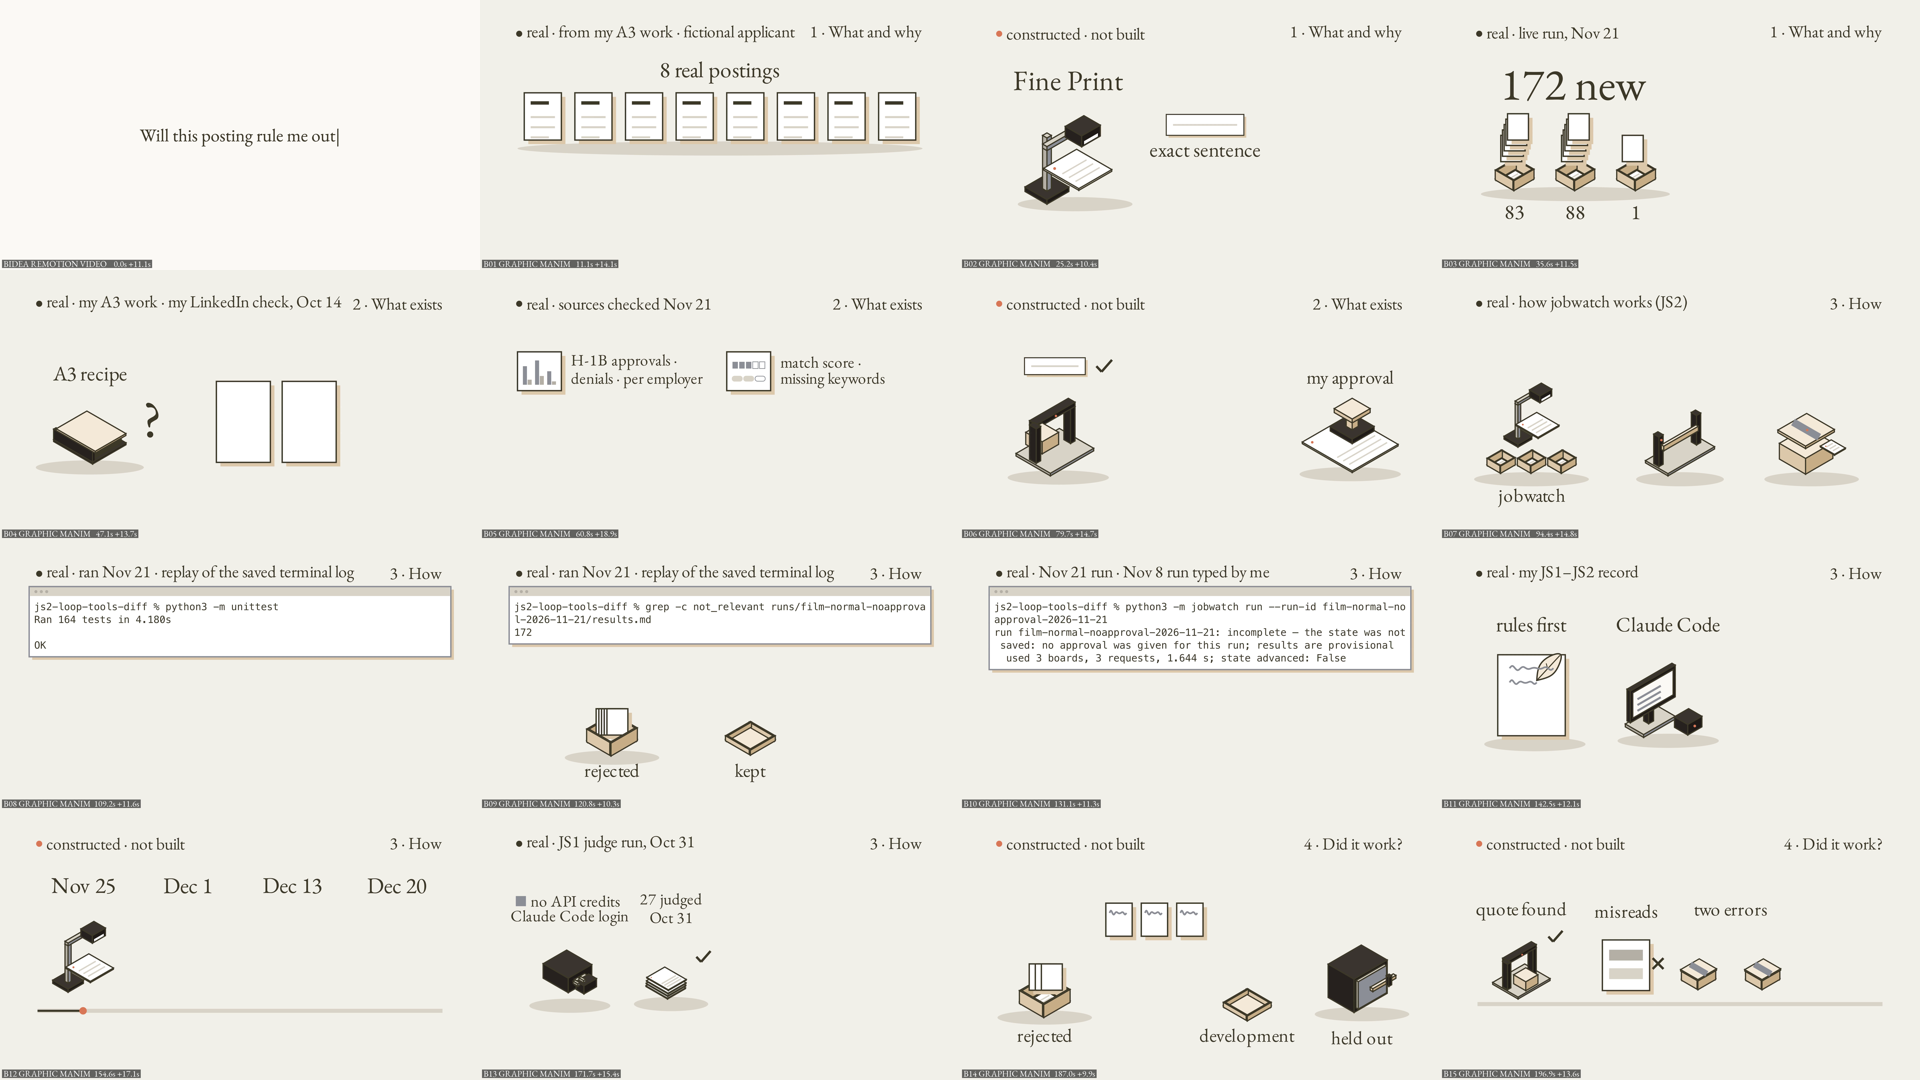 Will this posting rule me out|
BIDEA REMOTION VIDEO 0.0s +11.1s
● real · from my A3 work · fictional applicant 1 · What and why
8 real postings
B01 GRAPHIC MANIM 11.1s +14.1s
● constructed · not built 1 · What and why
Fine Print
exact sentence
B02 GRAPHIC MANIM 25.2s +10.4s
● real · live run, Nov 21 1 · What and why
172 new
83 88 1
B03 GRAPHIC MANIM 35.6s +11.5s
● real · my A3 work · my LinkedIn check, Oct 14 2 · What exists
A3 recipe
?
B04 GRAPHIC MANIM 47.1s +13.7s
● real · sources checked Nov 21 2 · What exists
H-1B approvals ·
denials · per employer
match score ·
missing keywords
B05 GRAPHIC MANIM 60.8s +18.9s
● constructed · not built 2 · What exists
my approval
B06 GRAPHIC MANIM 79.7s +14.7s
● real · how jobwatch works (JS2) 3 · How
jobwatch
B07 GRAPHIC MANIM 94.4s +14.8s
● real · ran Nov 21 · replay of the saved terminal log 3 · How
js2-loop-tools-diff % python3 -m unittest
Ran 164 tests in 4.180s
OK
B08 GRAPHIC MANIM 109.2s +11.6s
● real · ran Nov 21 · replay of the saved terminal log 3 · How
js2-loop-tools-diff % grep -c not_relevant runs/film-normal-noapprova
l-2026-11-21/results.md
172
rejected kept
B09 GRAPHIC MANIM 120.8s +10.3s
● real · Nov 21 run · Nov 8 run typed by me 3 · How
js2-loop-tools-diff % python3 -m jobwatch run --run-id film-normal-no
approval-2026-11-21
run film-normal-noapproval-2026-11-21: incomplete — the state was not
saved: no approval was given for this run; results are provisional
used 3 boards, 3 requests, 1.644 s; state advanced: False
B10 GRAPHIC MANIM 131.1s +11.3s
● real · my JS1–JS2 record 3 · How
rules first Claude Code
B11 GRAPHIC MANIM 142.5s +12.1s
● constructed · not built 3 · How
Nov 25 Dec 1 Dec 13 Dec 20
B12 GRAPHIC MANIM 154.6s +17.1s
● real · JS1 judge run, Oct 31 3 · How
no API credits
Claude Code login
27 judged
Oct 31
B13 GRAPHIC MANIM 171.7s +15.4s
● constructed · not built 4 · Did it work?
rejected development held out
B14 GRAPHIC MANIM 187.0s +9.9s
● constructed · not built 4 · Did it work?
quote found misreads two errors
B15 GRAPHIC MANIM 196.9s +13.6s